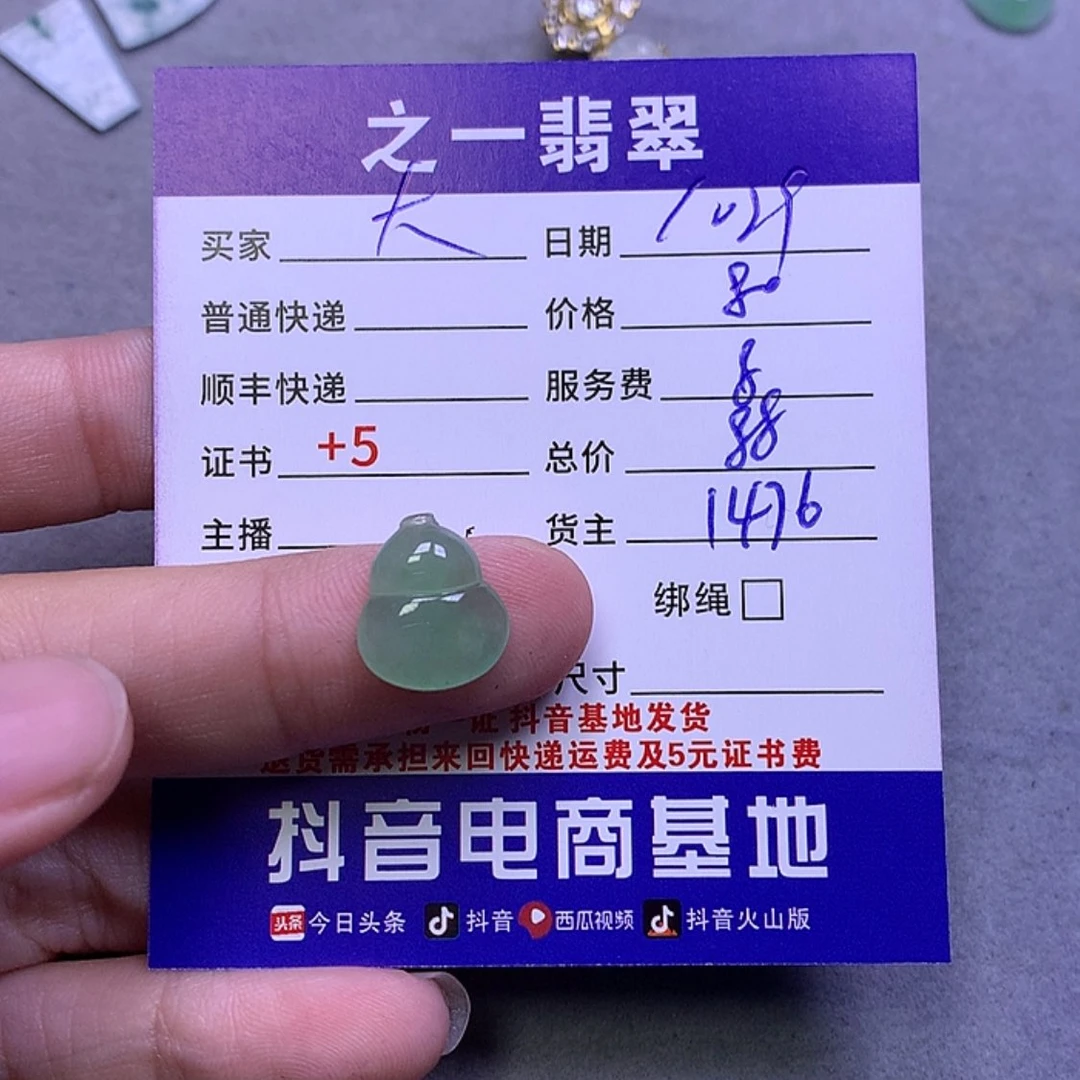 之一翡翠
买家 大 日期 1029
普通快递 价格 80
顺丰快递 服务费 8
证书 +5 总价 88
主播 货主 1476
绑绳
尺寸
一证 抖音基地发货
退货需承担来回快递运费及5元证书费
抖音电商基地
头条 今日头条 抖音 西瓜视频 抖音火山版